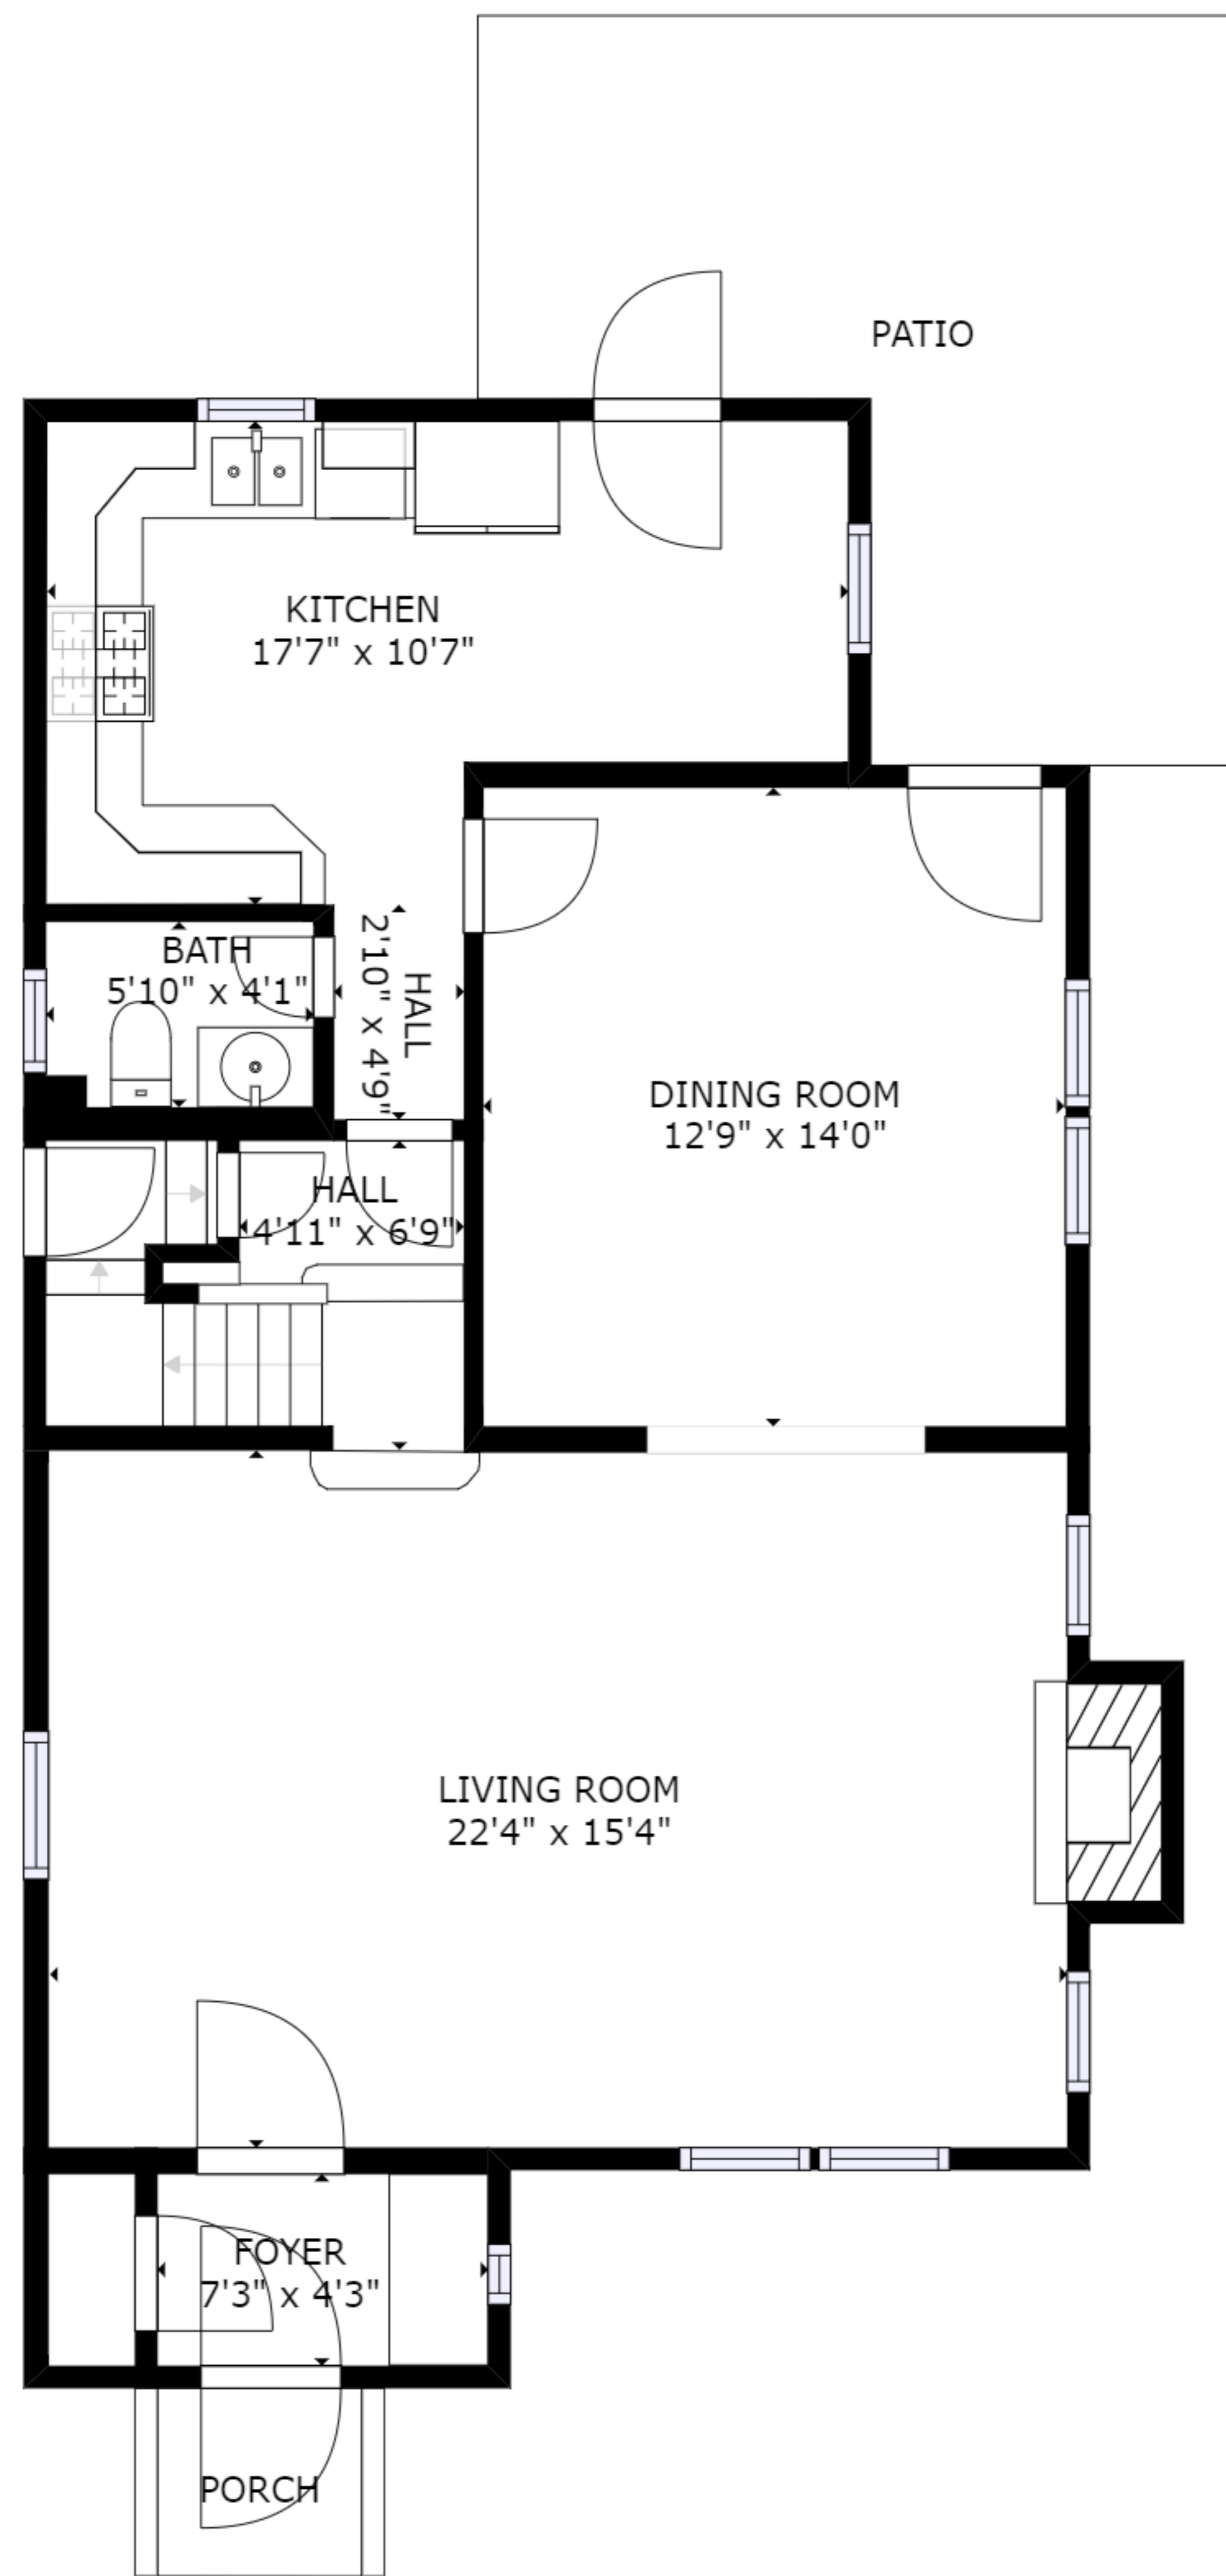 PATIO
KITCHEN
17'7" x 10'7"
BATH
5'10" x 4'1"
HALL
2'10" x 4'9"
DINING ROOM
12'9" x 14'0"
HALL
4'11" x 6'9"
LIVING ROOM
22'4" x 15'4"
FOYER
7'3" x 4'3"
PORCH